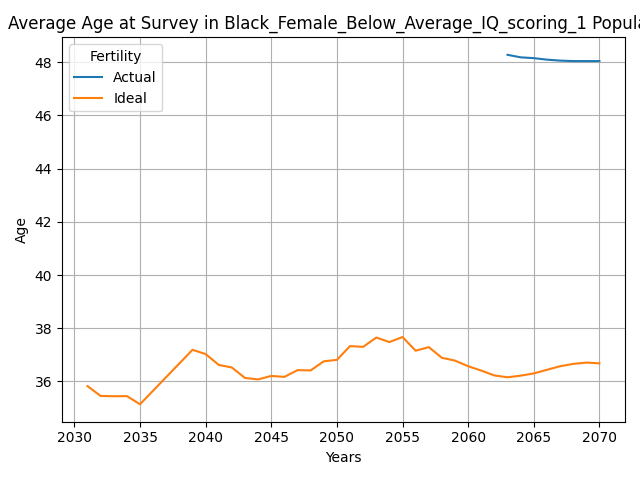 Average Age at Survey in Black_Female_Below_Average_IQ_scoring_1 Popula
Fertility
Actual
Ideal
48
46
44
42
40
38
36
Age
2030 2035 2040 2045 2050 2055 2060 2065 2070
Years